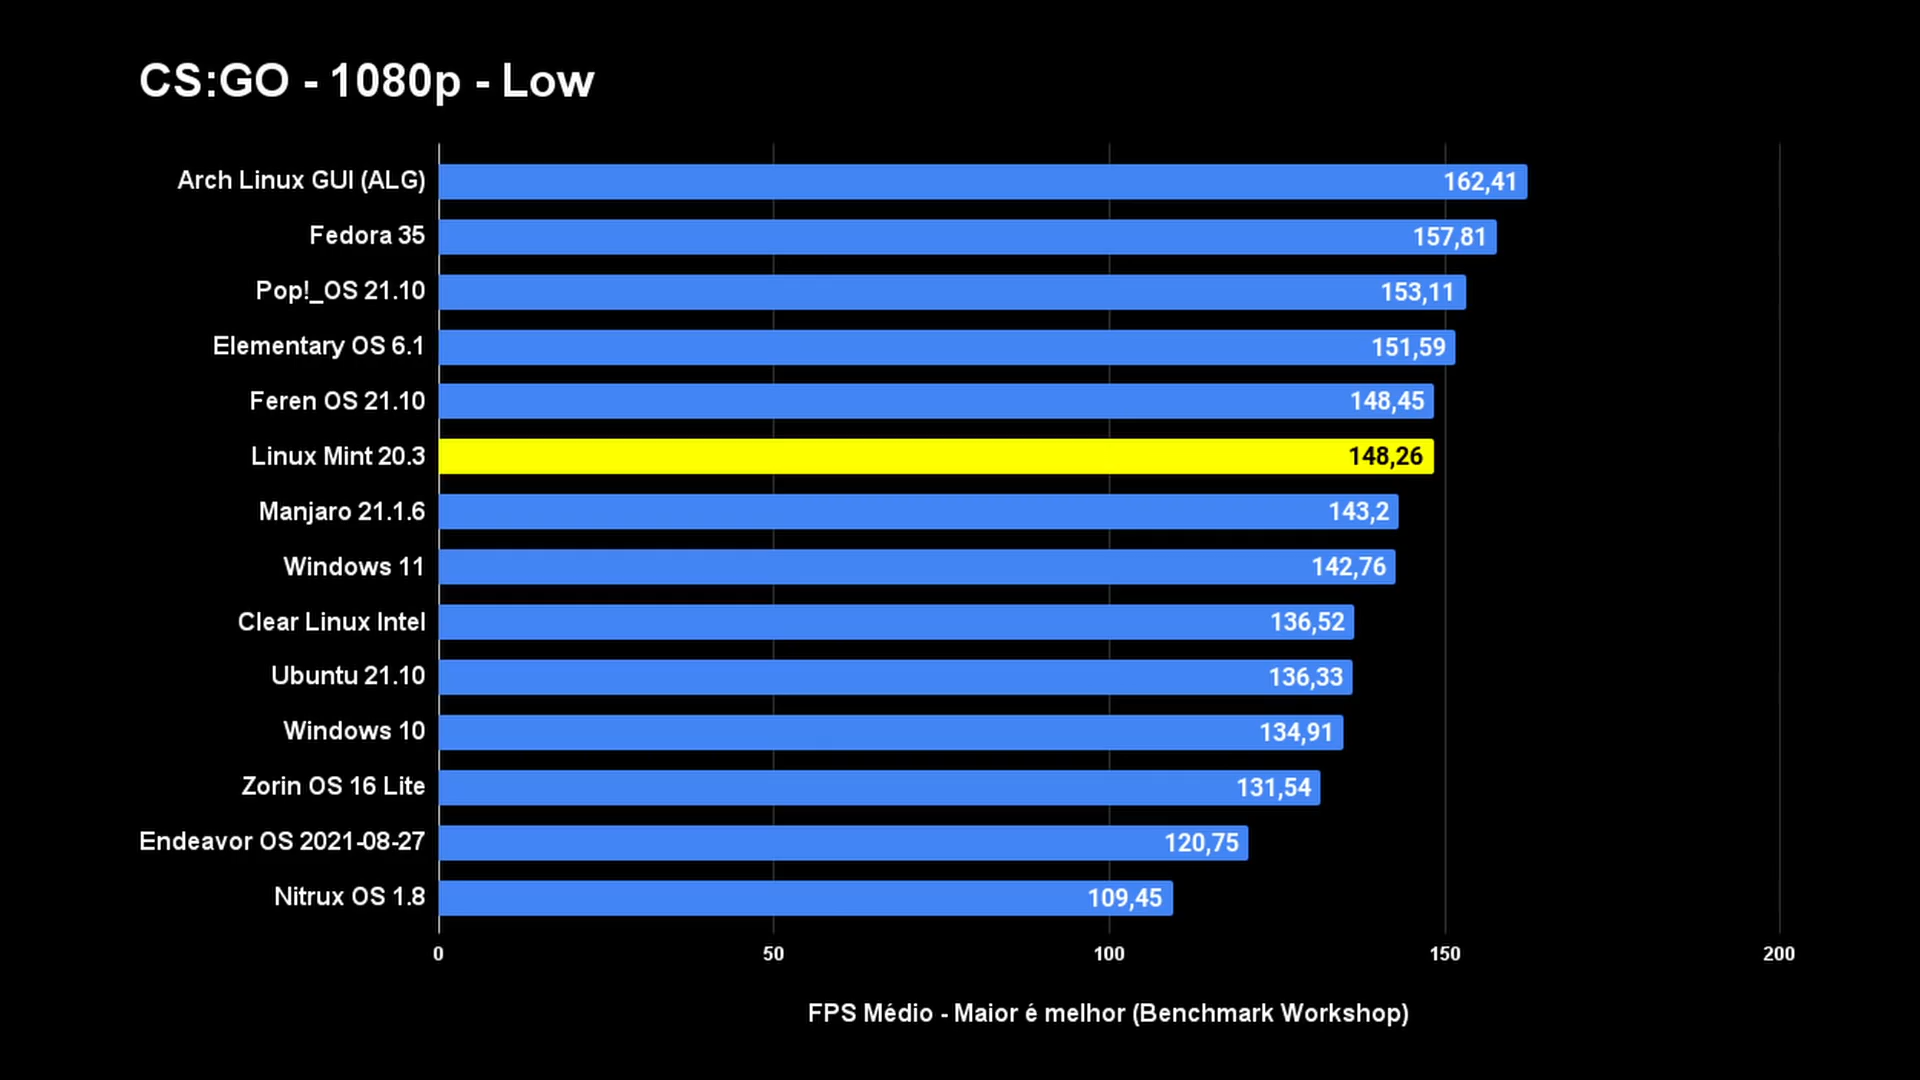 CS:GO - 1080p - Low
Arch Linux GUI (ALG) 162,41
Fedora 35 157,81
Pop!_OS 21.10 153,11
Elementary OS 6.1 151,59
Feren OS 21.10 148,45
Linux Mint 20.3 148,26
Manjaro 21.1.6 143,2
Windows 11 142,76
Clear Linux Intel 136,52
Ubuntu 21.10 136,33
Windows 10 134,91
Zorin OS 16 Lite 131,54
Endeavor OS 2021-08-27 120,75
Nitrux OS 1.8 109,45
0 50 100 150 200
FPS Médio - Maior é melhor (Benchmark Workshop)